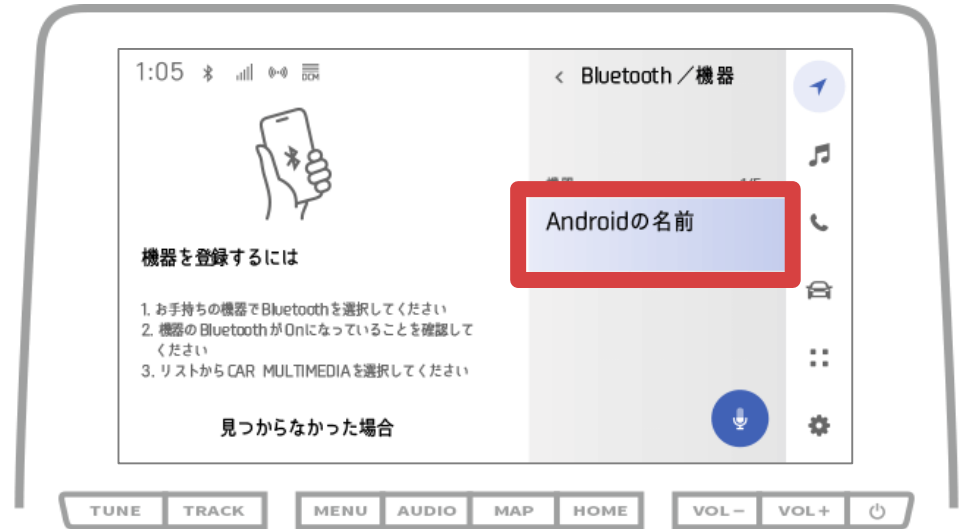 1:05
DCM
< Bluetooth／機器
Androidの名前
機器を登録するには
1. お手持ちの機器でBluetoothを選択してください
2. 機器のBluetoothがOnになっていることを確認して
ください
3. リストからCAR MULTIMEDIAを選択してください
見つからなかった場合
TUNE TRACK MENU AUDIO MAP HOME VOL− VOL+